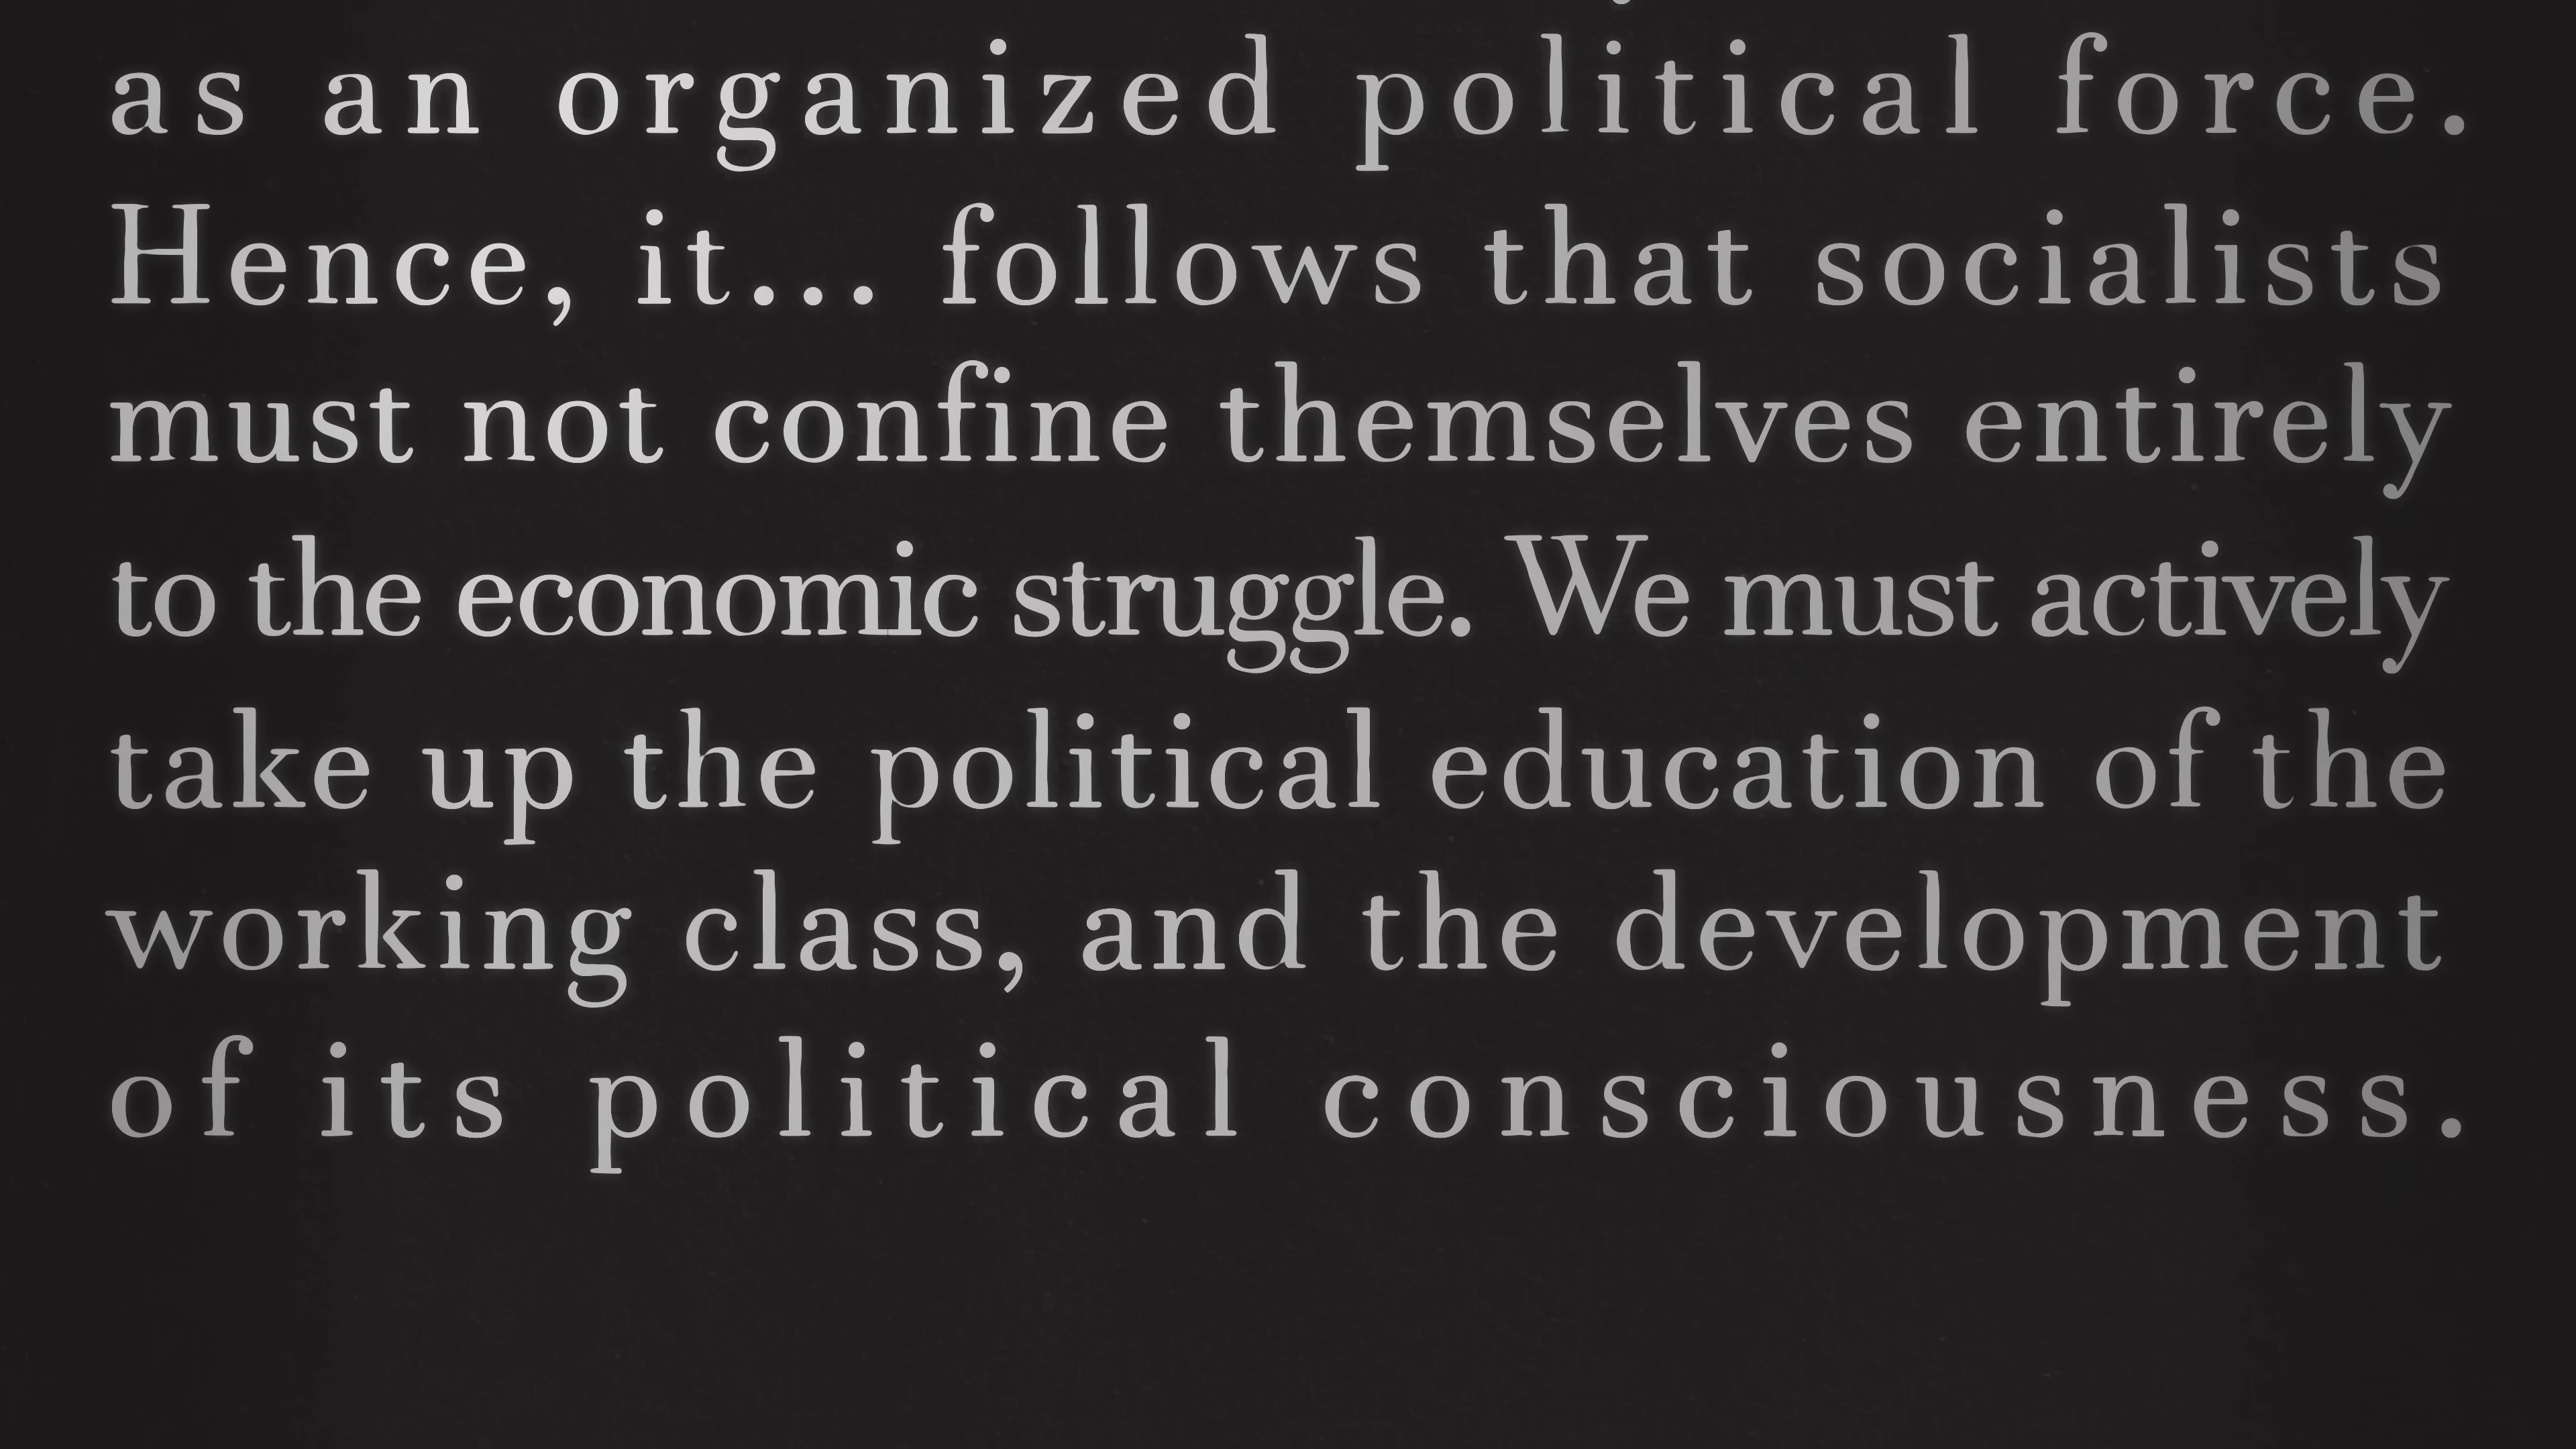 as an organized political force.
Hence, it... follows that socialists
must not confine themselves entirely
to the economic struggle. We must actively
take up the political education of the
working class, and the development
of its political consciousness.